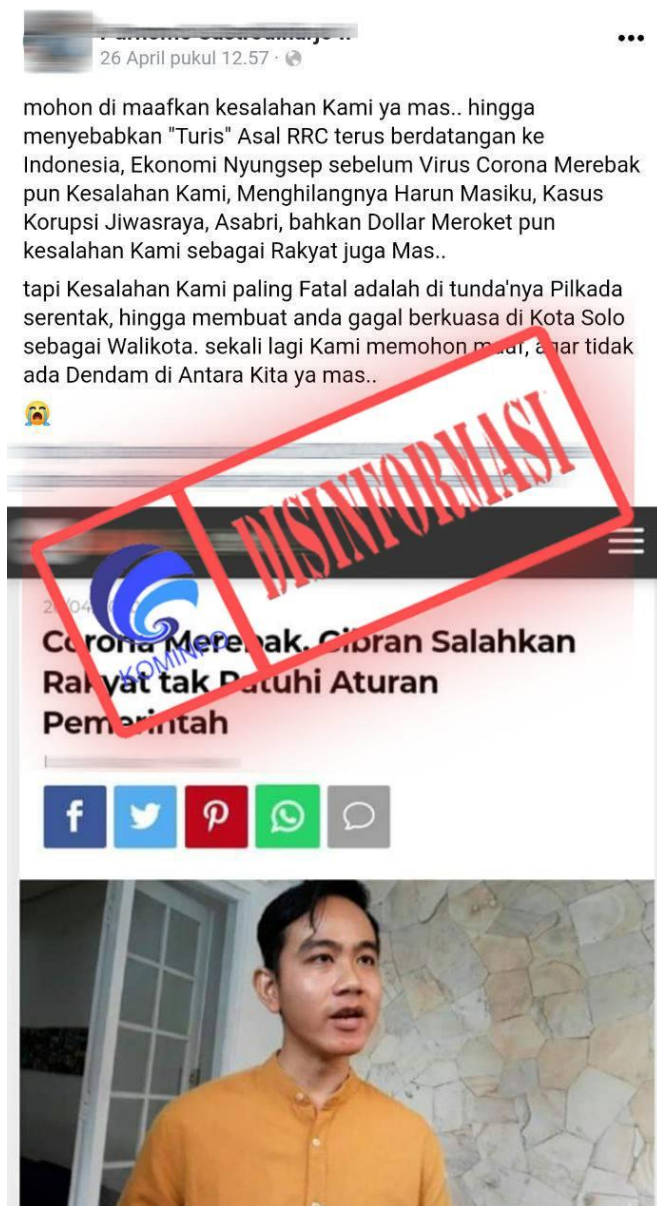 26 April pukul 12.57 ·
mohon di maafkan kesalahan Kami ya mas.. hingga
menyebabkan "Turis" Asal RRC terus berdatangan ke
Indonesia, Ekonomi Nyungsep sebelum Virus Corona Merebak
pun Kesalahan Kami, Menghilangnya Harun Masiku, Kasus
Korupsi Jiwasraya, Asabri, bahkan Dollar Meroket pun
kesalahan Kami sebagai Rakyat juga Mas..
tapi Kesalahan Kami paling Fatal adalah di tunda'nya Pilkada
serentak, hingga membuat anda gagal berkuasa di Kota Solo
sebagai Walikota. sekali lagi Kami memohon maaf, agar tidak
ada Dendam di Antara Kita ya mas..
DISINFORMASI
KOMINFO
Corona Merebak, Gibran Salahkan
Rakyat tak Patuhi Aturan
Pemerintah